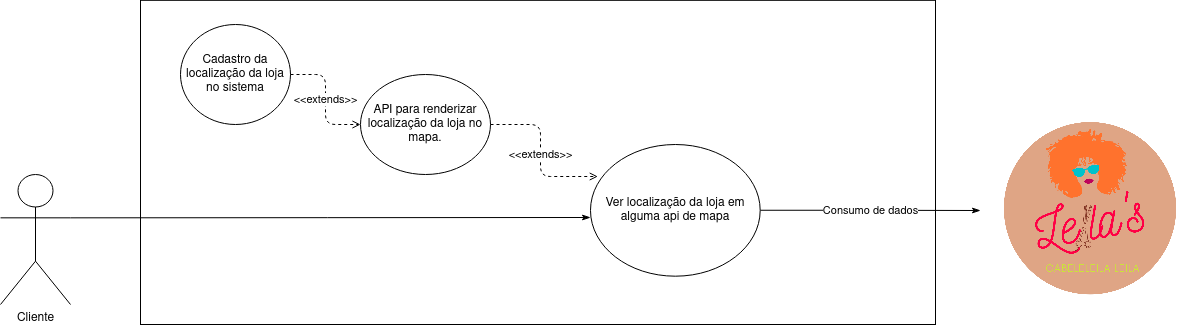 Cadastro da
localização da loja
no sistema
<<extends>>
API para renderizar
localização da loja no
mapa.
<<extends>>
Ver localização da loja em
alguma api de mapa
Consumo de dados
Cliente
Leila's
CABELELEILA LEILA